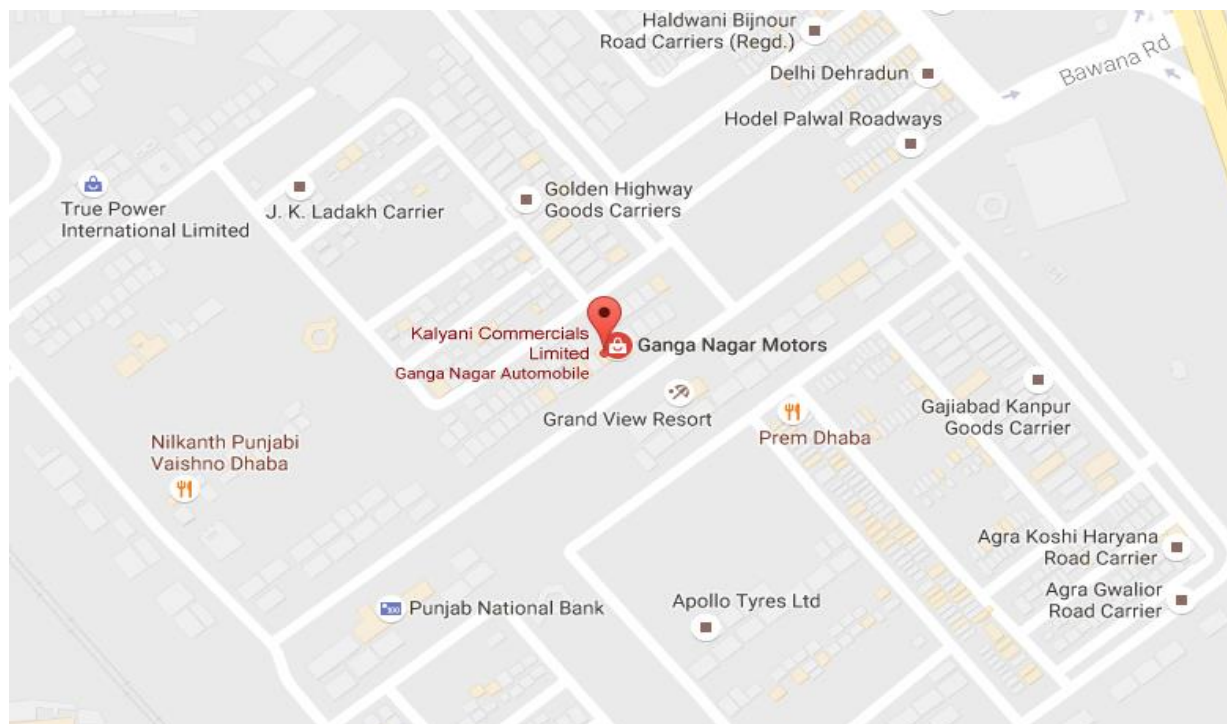 Haldwani Bijnour
Road Carriers (Regd.)
Bawana Rd
Delhi Dehradun
Hodel Palwal Roadways
True Power
International Limited
J. K. Ladakh Carrier
Golden Highway
Goods Carriers
Kalyani Commercials
Limited
Ganga Nagar Automobile
Ganga Nagar Motors
Grand View Resort
Prem Dhaba
Gajiabad Kanpur
Goods Carrier
Nilkanth Punjabi
Vaishno Dhaba
Agra Koshi Haryana
Road Carrier
Agra Gwalior
Road Carrier
Punjab National Bank
Apollo Tyres Ltd